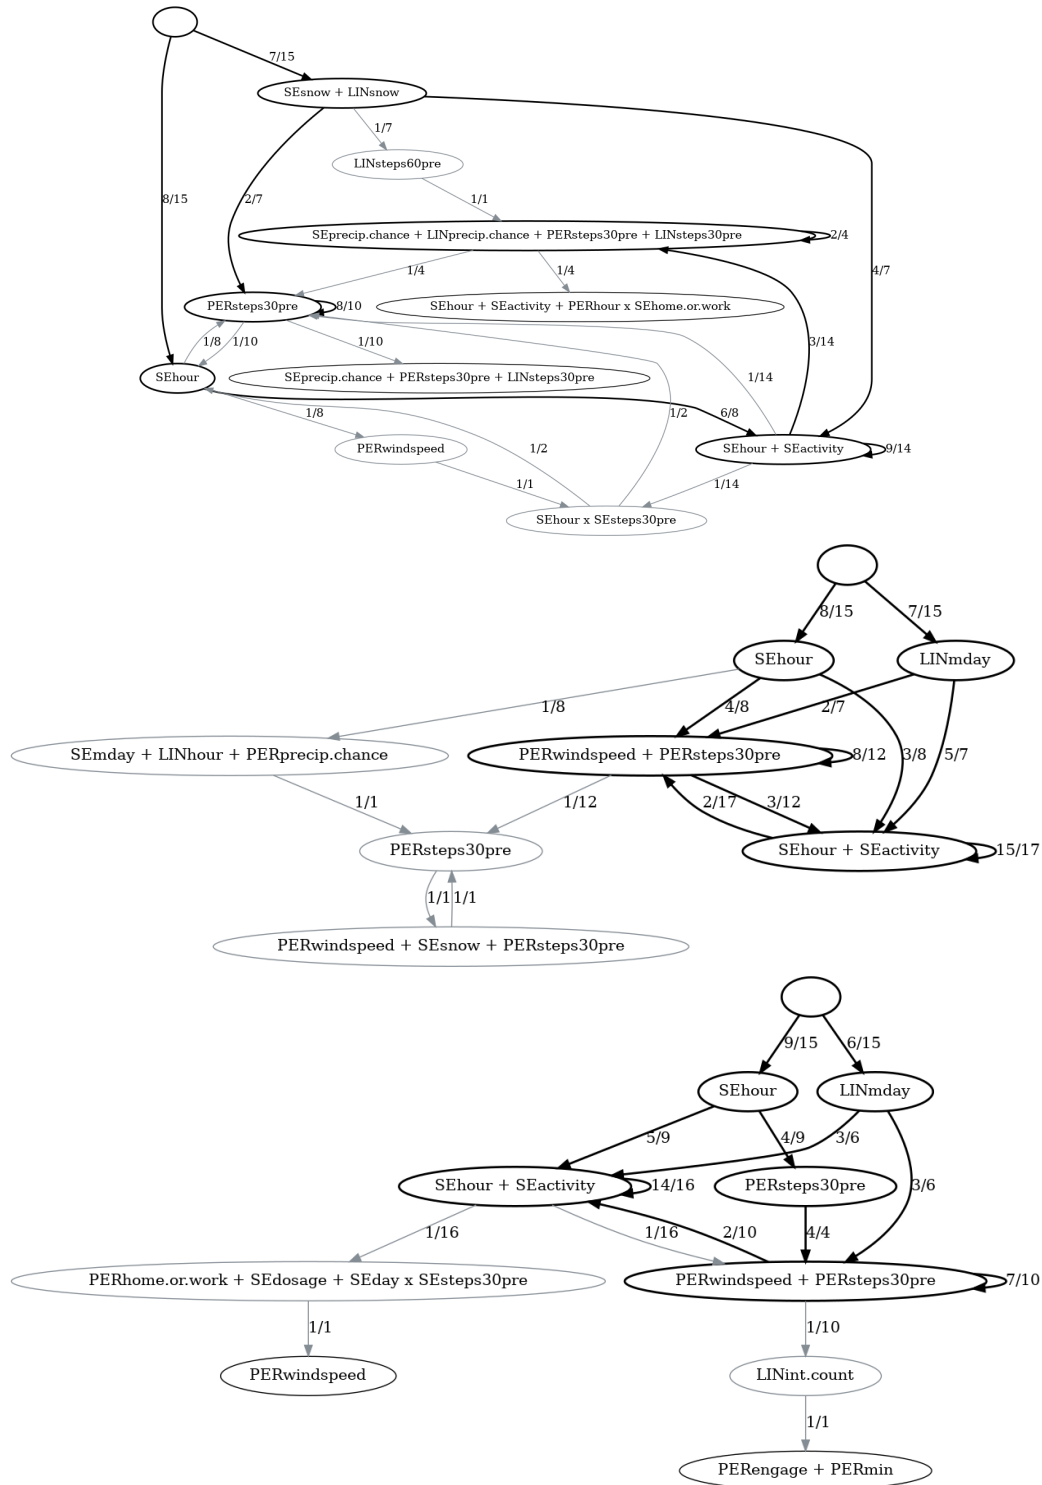 7/15
SEsnow + LINsnow
1/7
LINsteps60pre
8/15
2/7
1/1
SEprecip.chance + LINprecip.chance + PERsteps30pre + LINsteps30pre
2/4
1/4
1/4
4/7
PERsteps30pre
8/10
SEhour + SEactivity + PERhour x SEhome.or.work
1/8
1/10
1/10
3/14
SEhour
SEprecip.chance + PERsteps30pre + LINsteps30pre
1/14
1/8
1/2
6/8
PERwindspeed
1/2
SEhour + SEactivity
9/14
1/1
1/14
SEhour x SEsteps30pre
8/15
7/15
SEhour
LINmday
1/8
4/8
2/7
SEmday + LINhour + PERprecip.chance
PERwindspeed + PERsteps30pre
8/12
3/8
5/7
1/1
1/12
2/17
3/12
PERsteps30pre
SEhour + SEactivity
15/17
1/1
1/1
PERwindspeed + SEsnow + PERsteps30pre
9/15
6/15
SEhour
LINmday
5/9
4/9
3/6
SEhour + SEactivity
14/16
PERsteps30pre
3/6
1/16
1/16
2/10
4/4
PERhome.or.work + SEdosage + SEday x SEsteps30pre
PERwindspeed + PERsteps30pre
7/10
1/1
1/10
PERwindspeed
LINint.count
1/1
PERengage + PERmin